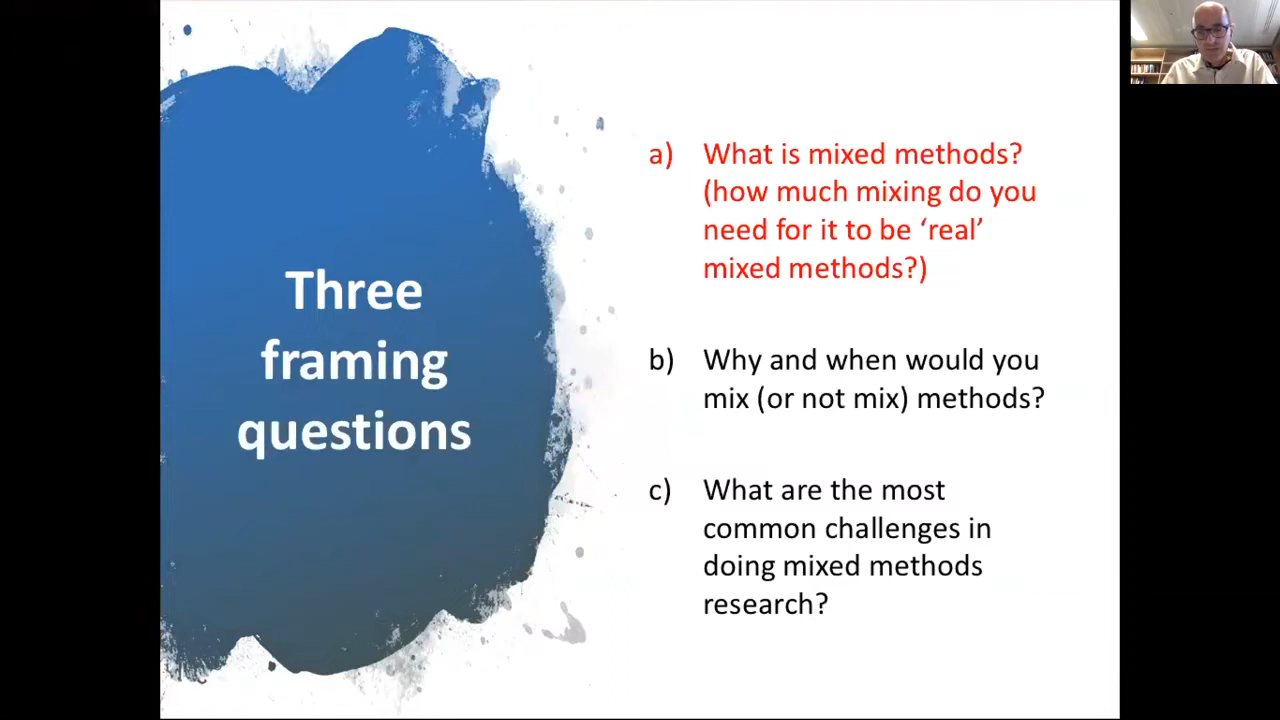 Three
framing
questions
a) What is mixed methods?
(how much mixing do you
need for it to be ‘real’
mixed methods?)
b) Why and when would you
mix (or not mix) methods?
c) What are the most
common challenges in
doing mixed methods
research?